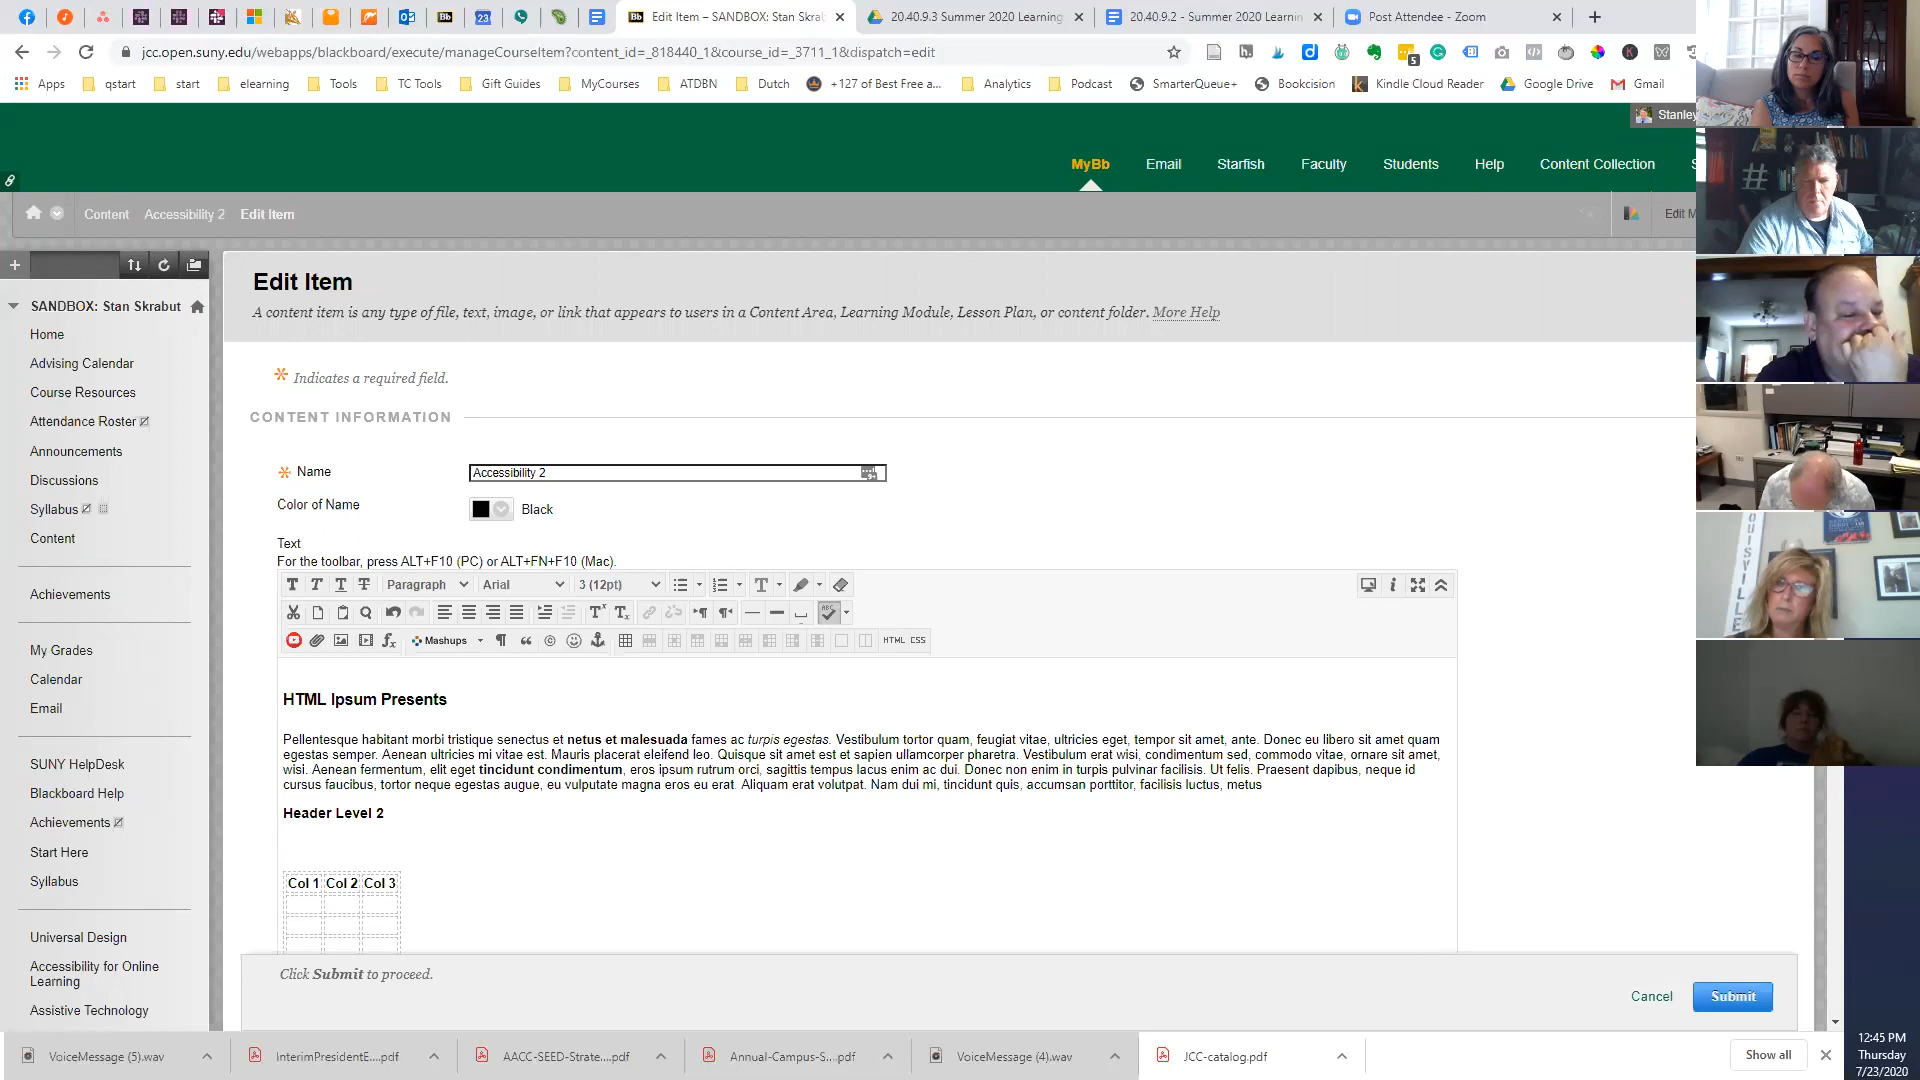 Edit Item – SANDBOX: Stan Skrab
20.40.9.3 Summer 2020 Learning
20.40.9.2 - Summer 2020 Learnin
Post Attendee - Zoom
jcc.open.suny.edu/webapps/blackboard/execute/manageCourseItem?content_id=_818440_1&course_id=_3711_1&dispatch=edit
Apps
qstart
start
elearning
Tools
TC Tools
Gift Guides
MyCourses
ATDBN
Dutch
+127 of Best Free a...
Analytics
Podcast
SmarterQueue+
Bookcision
Kindle Cloud Reader
Google Drive
Gmail
Stanley
MyBb
Email
Starfish
Faculty
Students
Help
Content Collection
S
Content
Accessibility 2
Edit Item
Edit M
SANDBOX: Stan Skrabut
Home
Advising Calendar
Course Resources
Attendance Roster
Announcements
Discussions
Syllabus
Content
Achievements
My Grades
Calendar
Email
SUNY HelpDesk
Blackboard Help
Achievements
Start Here
Syllabus
Universal Design
Accessibility for Online
Learning
Assistive Technology
Edit Item
A content item is any type of file, text, image, or link that appears to users in a Content Area, Learning Module, Lesson Plan, or content folder. More Help
Indicates a required field.
CONTENT INFORMATION
Name
Accessibility 2
Color of Name
Black
Text
For the toolbar, press ALT+F10 (PC) or ALT+FN+F10 (Mac).
Paragraph
Arial
3 (12pt)
Mashups
HTML CSS
HTML Ipsum Presents
Pellentesque habitant morbi tristique senectus et netus et malesuada fames ac turpis egestas. Vestibulum tortor quam, feugiat vitae, ultricies eget, tempor sit amet, ante. Donec eu libero sit amet quam
egestas semper. Aenean ultricies mi vitae est. Mauris placerat eleifend leo. Quisque sit amet est et sapien ullamcorper pharetra. Vestibulum erat wisi, condimentum sed, commodo vitae, ornare sit amet,
wisi. Aenean fermentum, elit eget tincidunt condimentum, eros ipsum rutrum orci, sagittis tempus lacus enim ac dui. Donec non enim in turpis pulvinar facilisis. Ut felis. Praesent dapibus, neque id
cursus faucibus, tortor neque egestas augue, eu vulputate magna eros eu erat. Aliquam erat volutpat. Nam dui mi, tincidunt quis, accumsan porttitor, facilisis luctus, metus
Header Level 2
Col 1 Col 2 Col 3
Click Submit to proceed.
Cancel
Submit
VoiceMessage (5).wav
InterimPresidentE....pdf
AACC-SEED-Strate....pdf
Annual-Campus-S....pdf
VoiceMessage (4).wav
JCC-catalog.pdf
Show all
12:45 PM
Thursday
7/23/2020